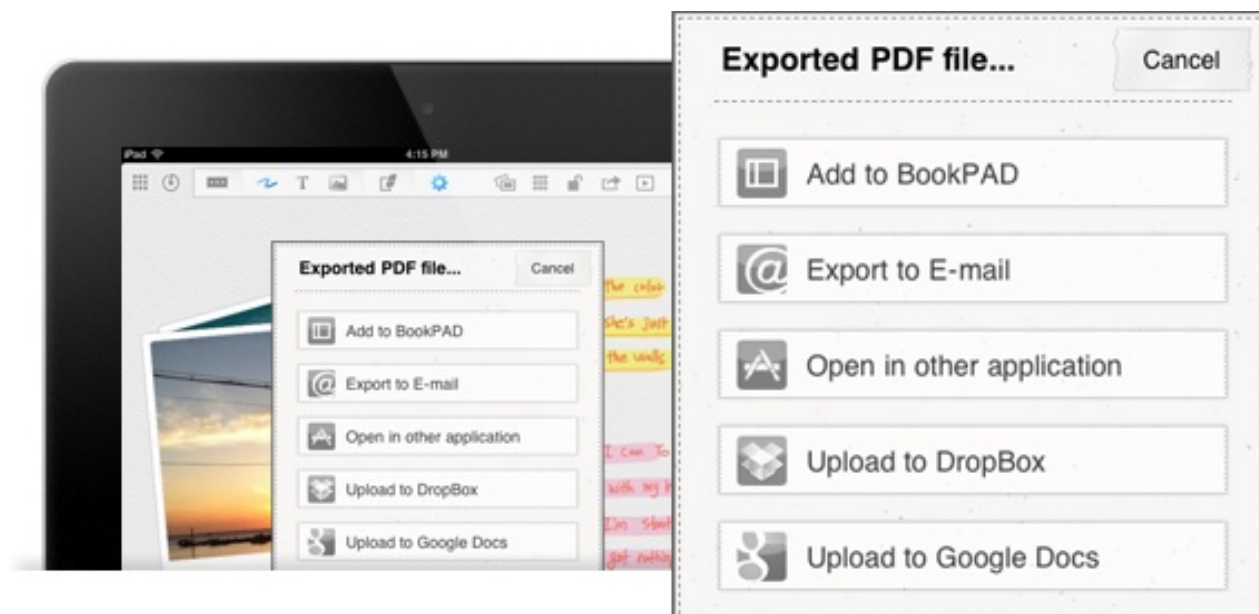 iPad
4:15 PM
T
Exported PDF file...
Cancel
Add to BookPAD
Export to E-mail
Open in other application
Upload to DropBox
Upload to Google Docs
the color
She's just
the walls
I can To
with my h
I'm start
got nothing
Exported PDF file...
Cancel
Add to BookPAD
Export to E-mail
Open in other application
Upload to DropBox
Upload to Google Docs